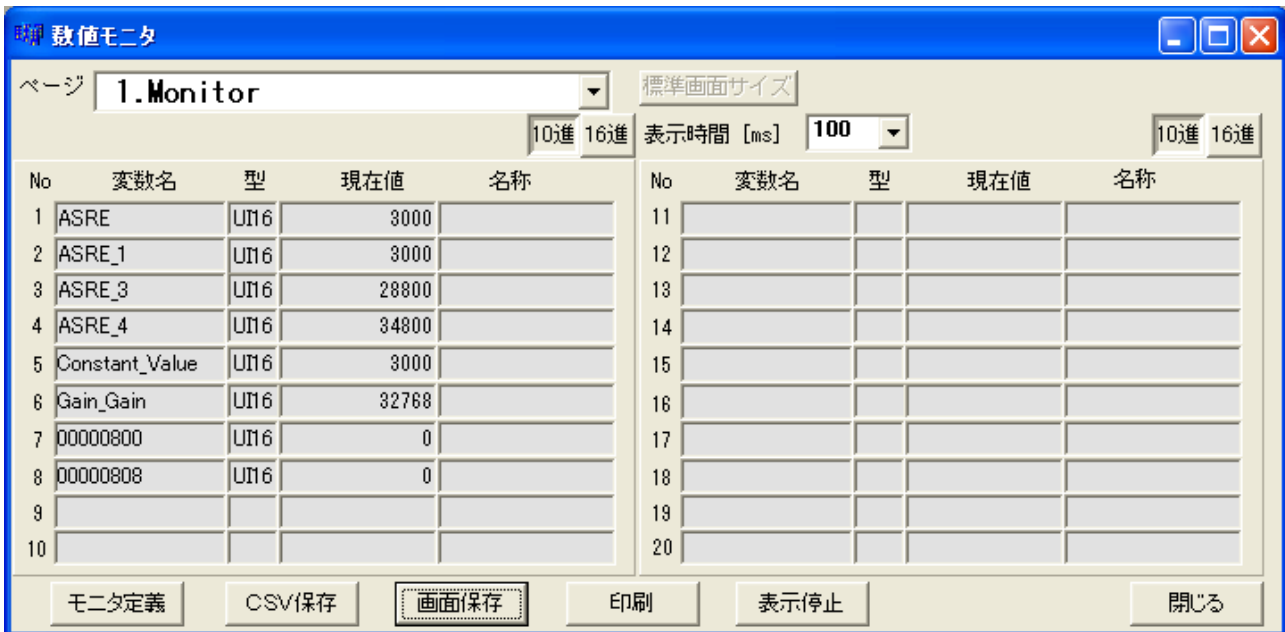 数値モニタ
ページ 1.Monitor 標準画面サイズ
10進 16進 表示時間 [ms] 100 10進 16進
No 変数名 型 現在値 名称 No 変数名 型 現在値 名称
1 ASRE UI16 3000 11
2 ASRE_1 UI16 3000 12
3 ASRE_3 UI16 28800 13
4 ASRE_4 UI16 34800 14
5 Constant_Value UI16 3000 15
6 Gain_Gain UI16 32768 16
7 00000800 UI16 0 17
8 00000808 UI16 0 18
9 19
10 20
モニタ定義 CSV保存 画面保存 印刷 表示停止 閉じる